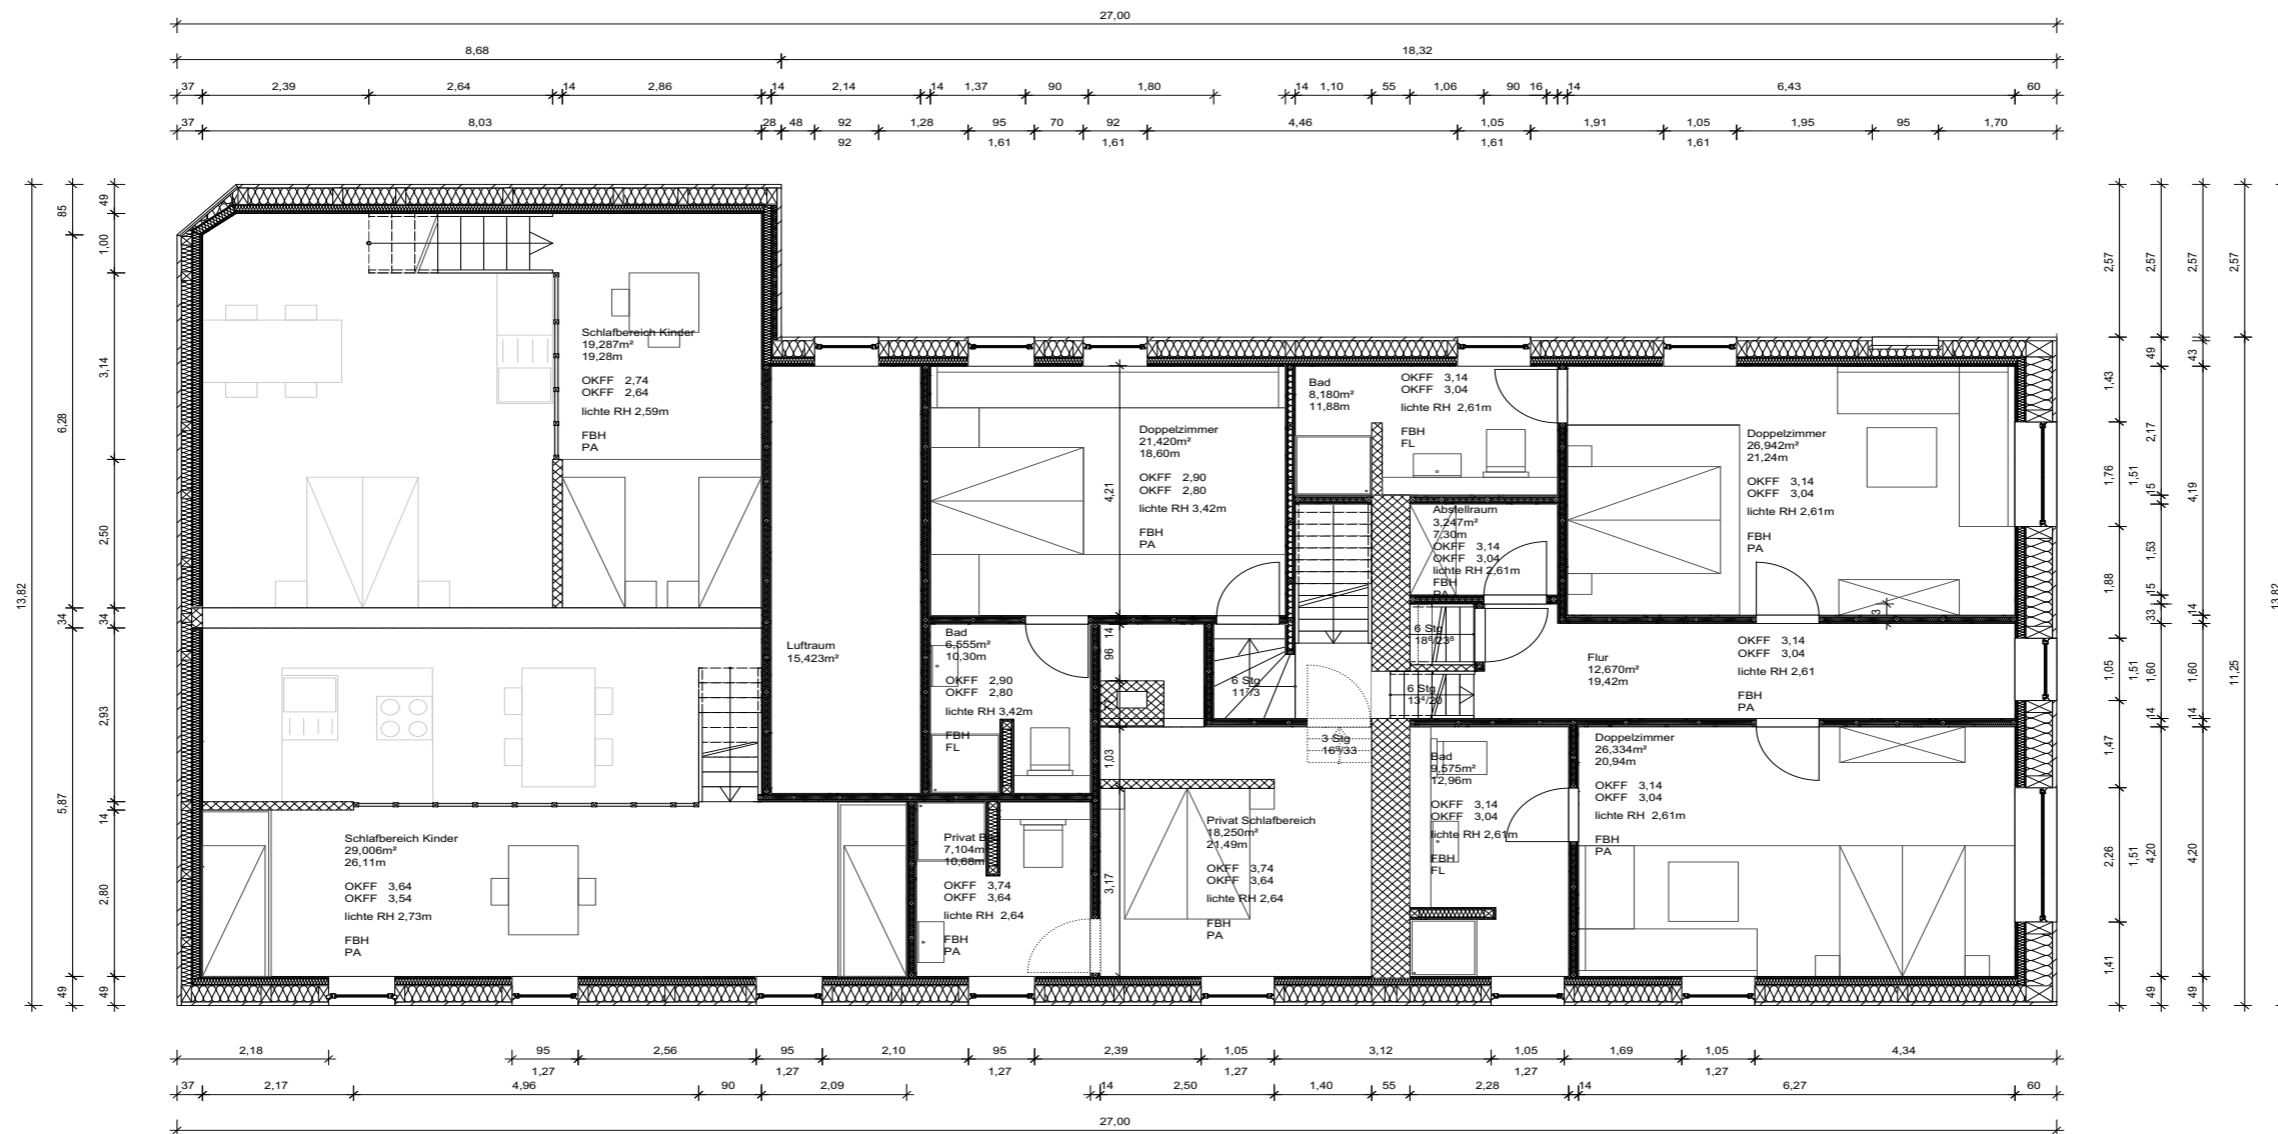 27,00
8,68 18,32
37 2,39 2,64 14 2,86 14 2,14 14 1,37 90 1,80 14 1,10 55 1,06 90 16 14 6,43 60
37 8,03 28 48 92 1,28 95 70 92 4,46 1,05 1,91 1,05 1,95 95 1,70
92 1,61 1,61 1,61 1,61
13,82
85
6,28
34
5,87
49
49
1,00
3,14
2,50
34
2,93
14
2,80
49
Schlafbereich Kinder
19,287m²
19,28m
OKFF 2,74
OKFF 2,64
lichte RH 2,59m
FBH
PA
Luftraum
15,423m²
Doppelzimmer
21,420m²
18,60m
OKFF 2,90
OKFF 2,80
lichte RH 3,42m
FBH
PA
4,21
Bad
8,180m²
11,88m
OKFF 3,14
OKFF 3,04
lichte RH 2,61m
FBH
FL
Abstellraum
3,247m²
7,30m
OKFF 3,14
OKFF 3,04
lichte RH 2,61m
FBH
PA
Doppelzimmer
26,942m²
21,24m
OKFF 3,14
OKFF 3,04
lichte RH 2,61m
FBH
PA
Bad
6,555m²
10,30m
OKFF 2,90
OKFF 2,80
lichte RH 3,42m
FBH
FL
14
96
1,03
3,17
6 Stg
6 Stg
6 Stg
13⁴/20
3 Stg
Flur
12,670m²
19,42m
OKFF 3,14
OKFF 3,04
lichte RH 2,61
FBH
PA
Schlafbereich Kinder
29,006m²
26,11m
OKFF 3,64
OKFF 3,54
lichte RH 2,73m
FBH
PA
Privat Bad
7,104m²
10,68m
OKFF 3,74
OKFF 3,64
lichte RH 2,64
FBH
PA
Privat Schlafbereich
18,250m²
21,49m
OKFF 3,74
OKFF 3,64
lichte RH 2,64
FBH
PA
Bad
9,575m²
12,96m
OKFF 3,14
OKFF 3,04
lichte RH 2,61m
FBH
FL
Doppelzimmer
26,334m²
20,94m
OKFF 3,14
OKFF 3,04
lichte RH 2,61m
FBH
PA
2,57
1,43
1,76 1,51
1,88
1,05 1,51
1,47
2,26 1,51
1,41
2,57
49
2,17
15
1,53
15
33
1,60
14
4,20
49
2,57
43
4,19
14
1,60
14
4,20
49
2,57
11,25
13,82
2,18 95 2,56 95 2,10 95 2,39 1,05 3,12 1,05 1,69 1,05 4,34
1,27 1,27 1,27 1,27 1,27 1,27
37 2,17 4,96 90 2,09 14 2,50 1,40 55 2,28 14 6,27 60
27,00